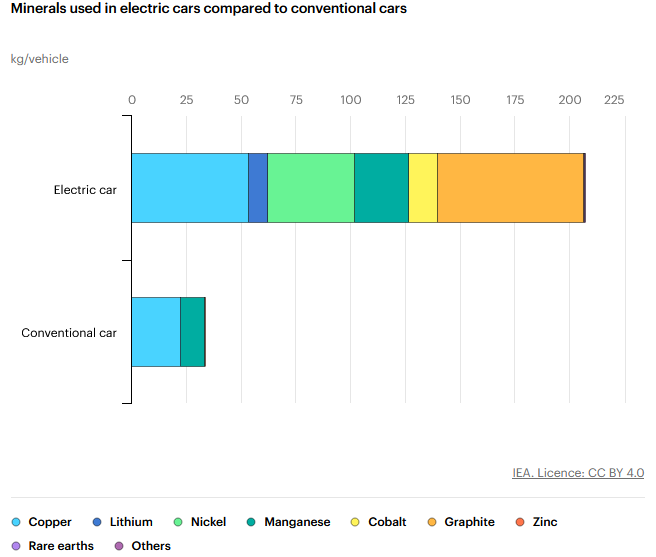 Minerals used in electric cars compared to conventional cars
kg/vehicle
0 25 50 75 100 125 150 175 200 225
Electric car
Conventional car
IEA. Licence: CC BY 4.0
Copper Lithium Nickel Manganese Cobalt Graphite Zinc
Rare earths Others